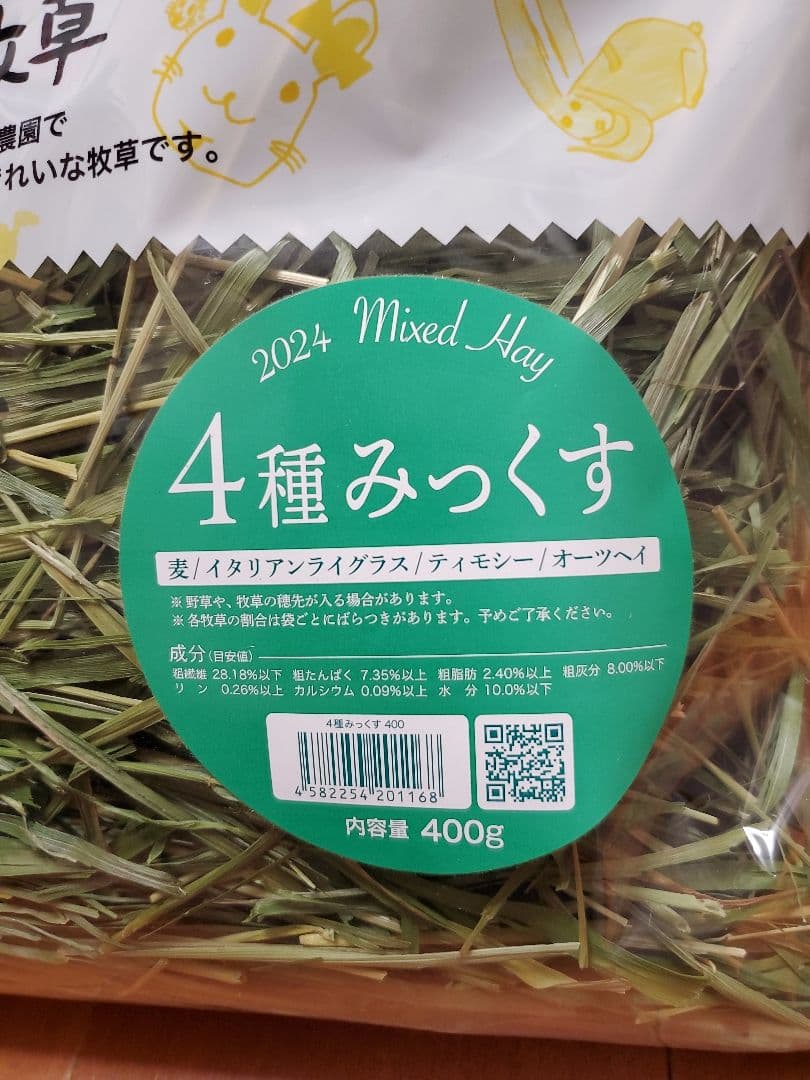 牧草
農園で
れいな牧草です。
2024 Mixed Hay
4種みっくす
麦/イタリアンライグラス/ティモシー/オーツヘイ
※野草や、牧草の穂先が入る場合があります。
※各牧草の割合は袋ごとにばらつきがあります。予めご了承ください。
成分(目安値)
粗繊維 28.18%以下 粗たんぱく 7.35%以上 粗脂肪 2.40%以上 粗灰分 8.00%以下
リン 0.26%以上 カルシウム 0.09%以上 水分 10.0%以下
4種みっくす 400
4582254201168
内容量 400g